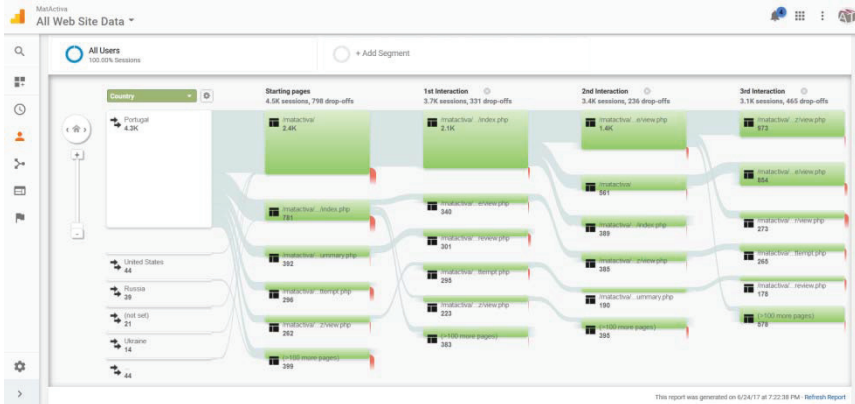 MatActiva
All Web Site Data
4
All Users
100.00% Sessions
+ Add Segment
Country
Starting pages
4.5K sessions, 798 drop-offs
1st Interaction
3.7K sessions, 331 drop-offs
2nd Interaction
3.4K sessions, 236 drop-offs
3rd Interaction
3.1K sessions, 465 drop-offs
Portugal
4.3K
United States
44
Russia
39
(not set)
21
Ukraine
14
44
/matactiva/
2.4K
/matactiva/...index.php
781
/matactiva/...ummary.php
392
/matactiva/...ttempt.php
296
/matactiva/...z/view.php
262
(>100 more pages)
399
/matactiva/.../index.php
2.1K
/matactiva/...e/view.php
340
/matactiva/...review.php
301
/matactiva/...ttempt.php
295
/matactiva/...z/view.php
223
(>100 more pages)
383
/matactiva/...e/view.php
1.4K
/matactiva/
561
/matactiva/.../index.php
389
/matactiva/...z/view.php
385
/matactiva/...ummary.php
190
(>100 more pages)
398
/matactiva/...z/view.php
973
/matactiva/...e/view.php
654
/matactiva/...r/view.php
273
/matactiva/...ttempt.php
265
/matactiva/...review.php
178
(>100 more pages)
578
This report was generated on 6/24/17 at 7:22:38 PM - Refresh Report